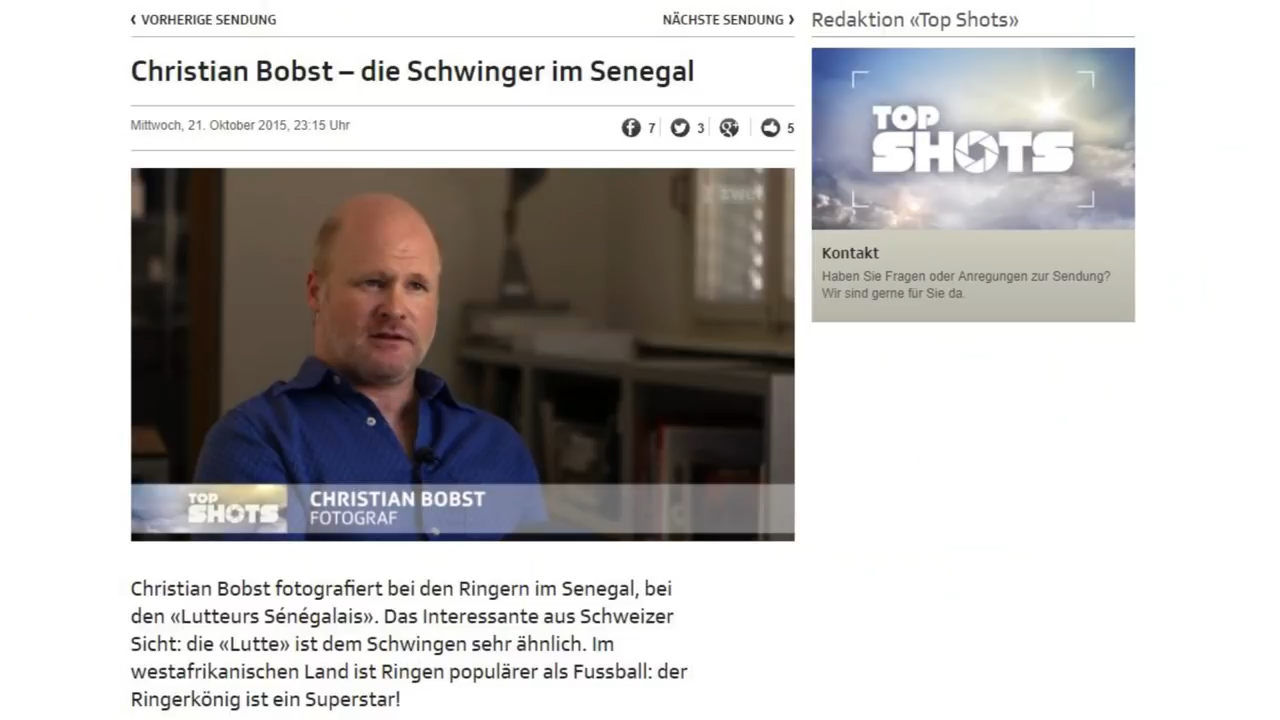 VORHERIGE SENDUNG
NÄCHSTE SENDUNG
Redaktion «Top Shots»
Christian Bobst – die Schwinger im Senegal
Mittwoch, 21. Oktober 2015, 23:15 Uhr
7 3 5
TOP
SHOTS
Kontakt
Haben Sie Fragen oder Anregungen zur Sendung?
Wir sind gerne für Sie da.
zwei
TOP
SHOTS
CHRISTIAN BOBST
FOTOGRAF
Christian Bobst fotografiert bei den Ringern im Senegal, bei
den «Lutteurs Sénégalais». Das Interessante aus Schweizer
Sicht: die «Lutte» ist dem Schwingen sehr ähnlich. Im
westafrikanischen Land ist Ringen populärer als Fussball: der
Ringerkönig ist ein Superstar!